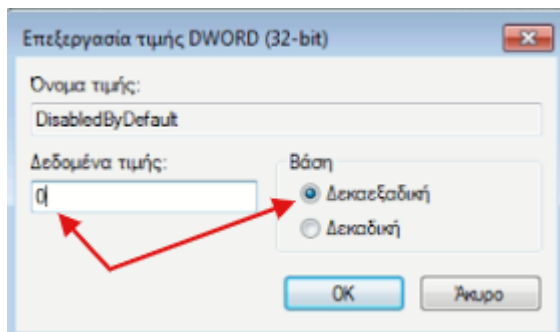 Επεξεργασία τιμής DWORD (32-bit)
Όνομα τιμής:
DisabledByDefault
Δεδομένα τιμής:
0
Βάση
Δεκαεξαδική
Δεκαδική
OK
Άκυρο